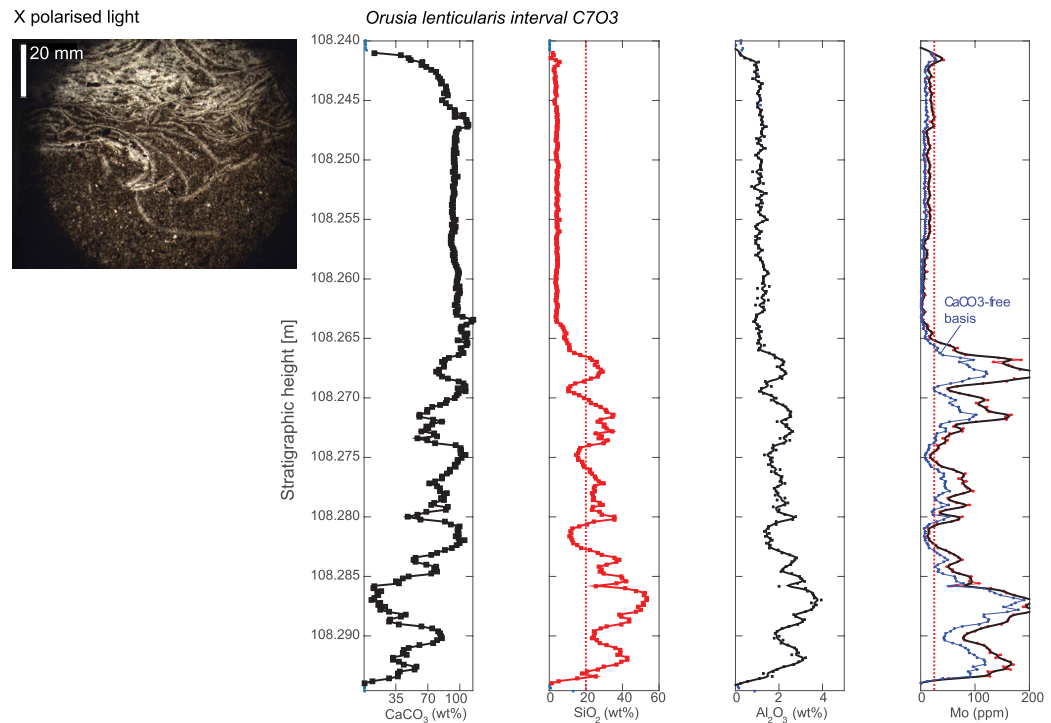 X polarised light
Orusia lenticularis interval C7O3
20 mm
108.240
108.245
108.250
108.255
108.260
108.265
108.270
108.275
108.280
108.285
108.290
Stratigraphic height [m]
CaCO3-free
basis
35 70 100
0 20 40 60
0 2 4
0 100 200
CaCO₃ (wt%)
SiO₂ (wt%)
Al₂O₃ (wt%)
Mo (ppm)